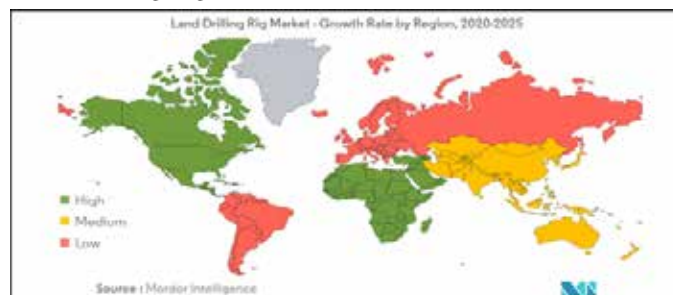 Land Drilling Rig Market - Growth Rate by Region, 2020-2025
High
Medium
Low
Source : Mordor Intelligence